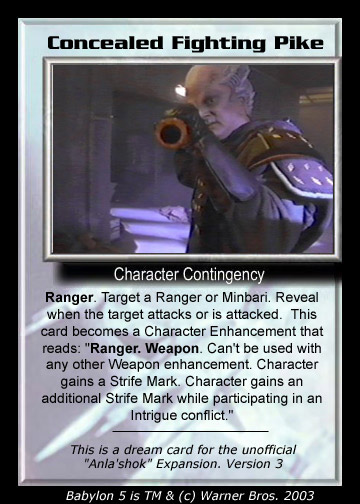 Concealed Fighting Pike
Character Contingency
Ranger. Target a Ranger or Minbari. Reveal
when the target attacks or is attacked.  This
card becomes a Character Enhancement that
reads: "Ranger. Weapon. Can't be used with
any other Weapon enhancement. Character
gains a Strife Mark. Character gains an
additional Strife Mark while participating in an
Intrigue conflict."
This is a dream card for the unofficial
"Anla'shok" Expansion. Version 3
Babylon 5 is TM & (c) Warner Bros. 2003